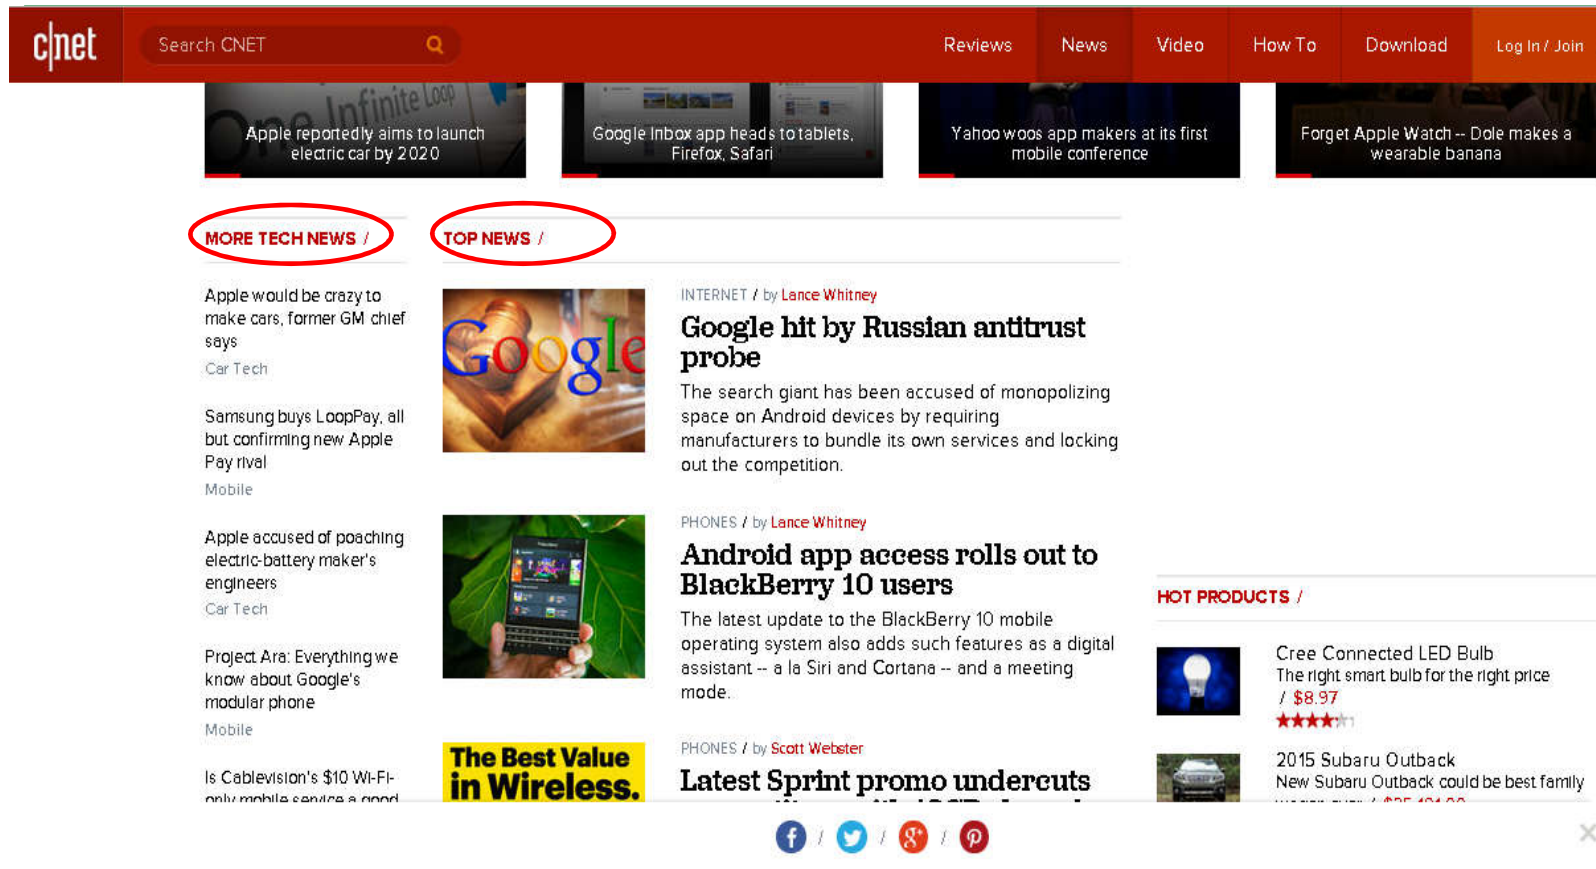 c|net
Search CNET
Reviews
News
Video
How To
Download
Log In / Join
One Infinite Loop
Apple reportedly aims to launch
electric car by 2020
Google Inbox app heads to tablets,
Firefox, Safari
Yahoo woos app makers at its first
mobile conference
Forget Apple Watch -- Dole makes a
wearable banana
MORE TECH NEWS /
Apple would be crazy to
make cars, former GM chief
says
Car Tech
Samsung buys LoopPay, all
but confirming new Apple
Pay rival
Mobile
Apple accused of poaching
electric-battery maker's
engineers
Car Tech
Project Ara: Everything we
know about Google's
modular phone
Mobile
Is Cablevision's $10 Wi-Fi-
only mobile service a good
TOP NEWS /
Google
INTERNET / by Lance Whitney
Google hit by Russian antitrust
probe
The search giant has been accused of monopolizing
space on Android devices by requiring
manufacturers to bundle its own services and locking
out the competition.
PHONES / by Lance Whitney
Android app access rolls out to
BlackBerry 10 users
The latest update to the BlackBerry 10 mobile
operating system also adds such features as a digital
assistant -- a la Siri and Cortana -- and a meeting
mode.
The Best Value
in Wireless.
PHONES / by Scott Webster
Latest Sprint promo undercuts
HOT PRODUCTS /
Cree Connected LED Bulb
The right smart bulb for the right price
/ $8.97
2015 Subaru Outback
New Subaru Outback could be best family
f / / g+ / p